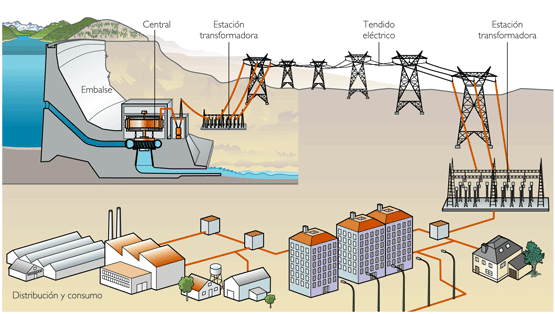 Central
Estación
transformadora
Tendido
eléctrico
Estación
transformadora
Embalse
Distribución y consumo